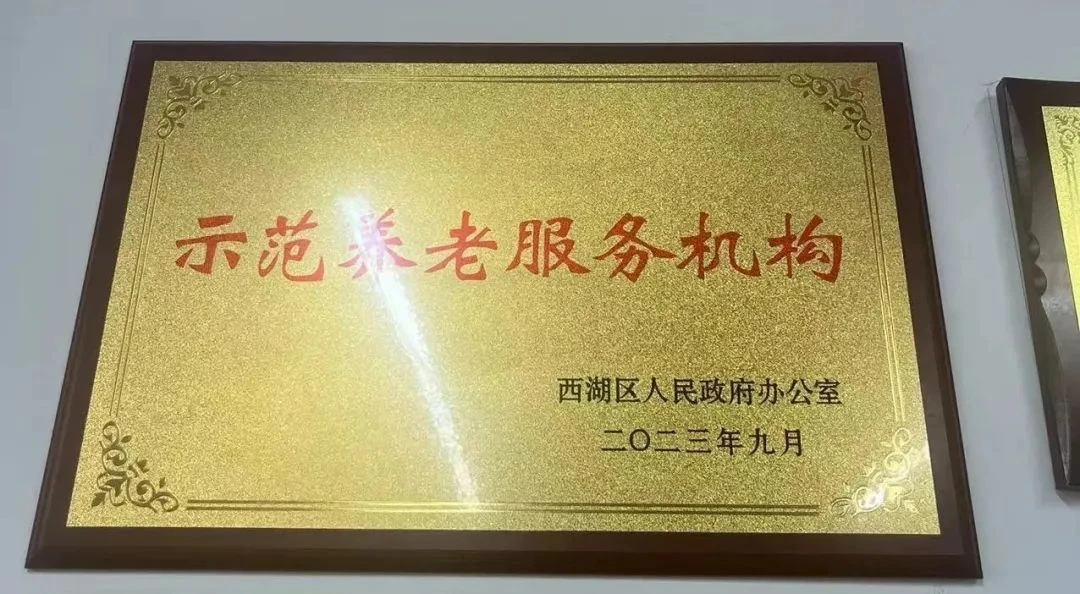 示范养老服务机构
西湖区人民政府办公室
二〇二三年九月